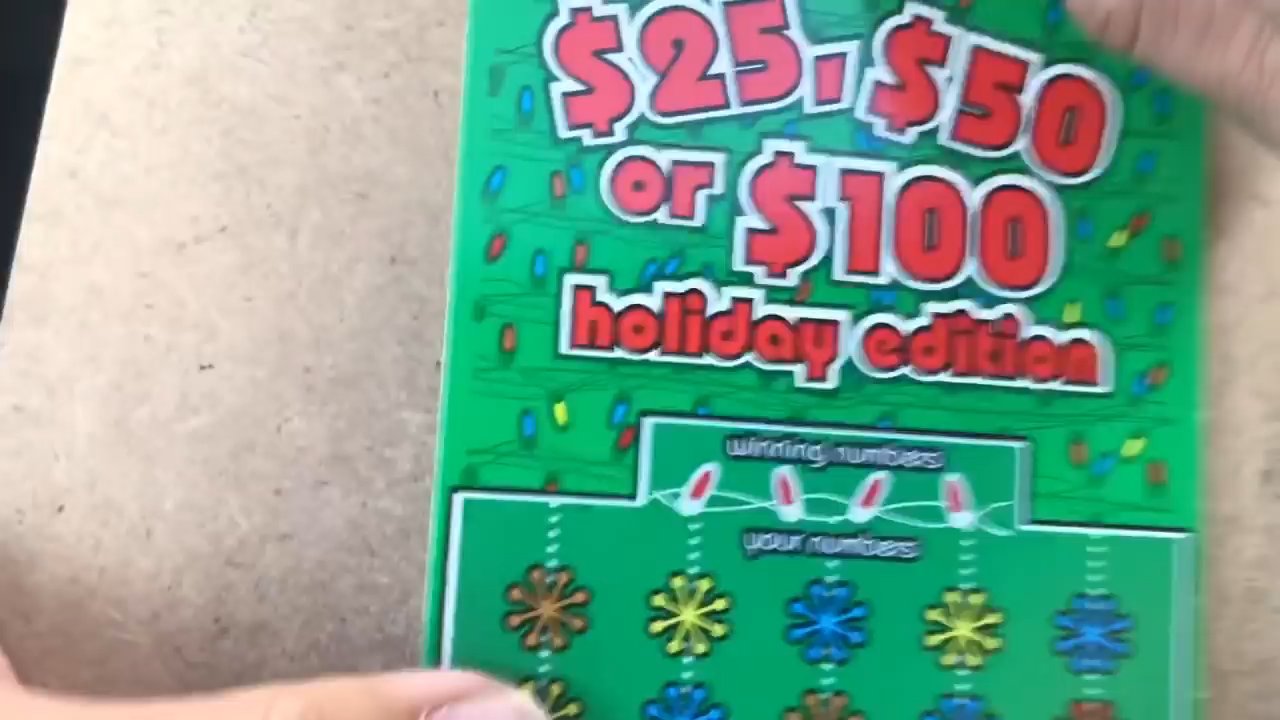 $25, $50
or $100
holiday edition
winning numbers
your numbers